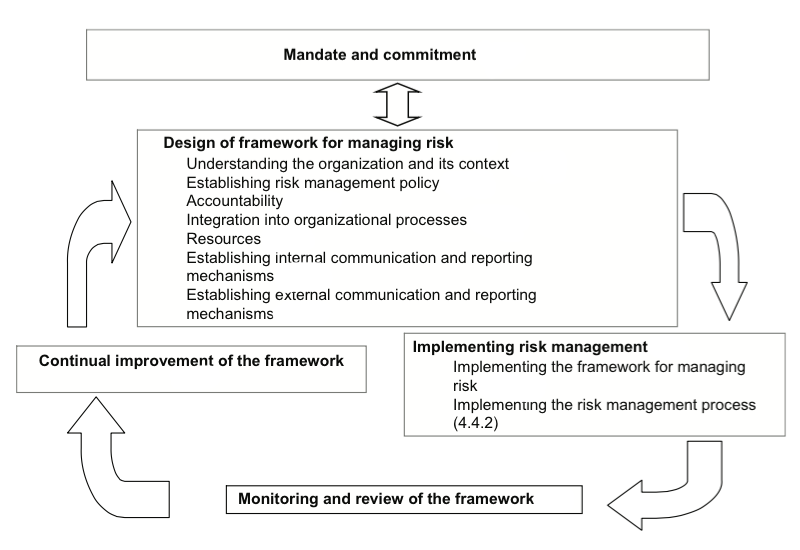 Mandate and commitment
Design of framework for managing risk
Understanding the organization and its context
Establishing risk management policy
Accountability
Integration into organizational processes
Resources
Establishing internal communication and reporting
mechanisms
Establishing external communication and reporting
mechanisms
Implementing risk management
Implementing the framework for managing
risk
Implementing the risk management process
(4.4.2)
Continual improvement of the framework
Monitoring and review of the framework